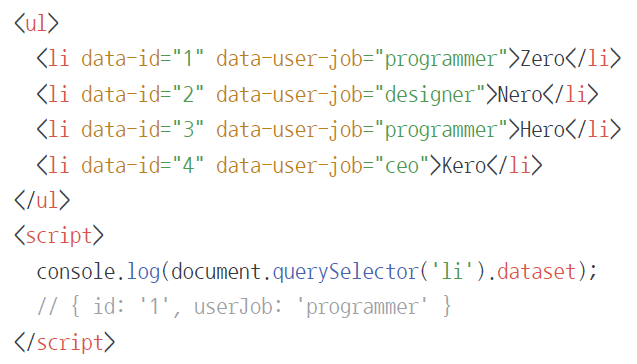 <ul>
  <li data-id="1" data-user-job="programmer">Zero</li>
  <li data-id="2" data-user-job="designer">Nero</li>
  <li data-id="3" data-user-job="programmer">Hero</li>
  <li data-id="4" data-user-job="ceo">Kero</li>
</ul>
<script>
  console.log(document.querySelector('li').dataset);
  // { id: '1', userJob: 'programmer' }
</script>